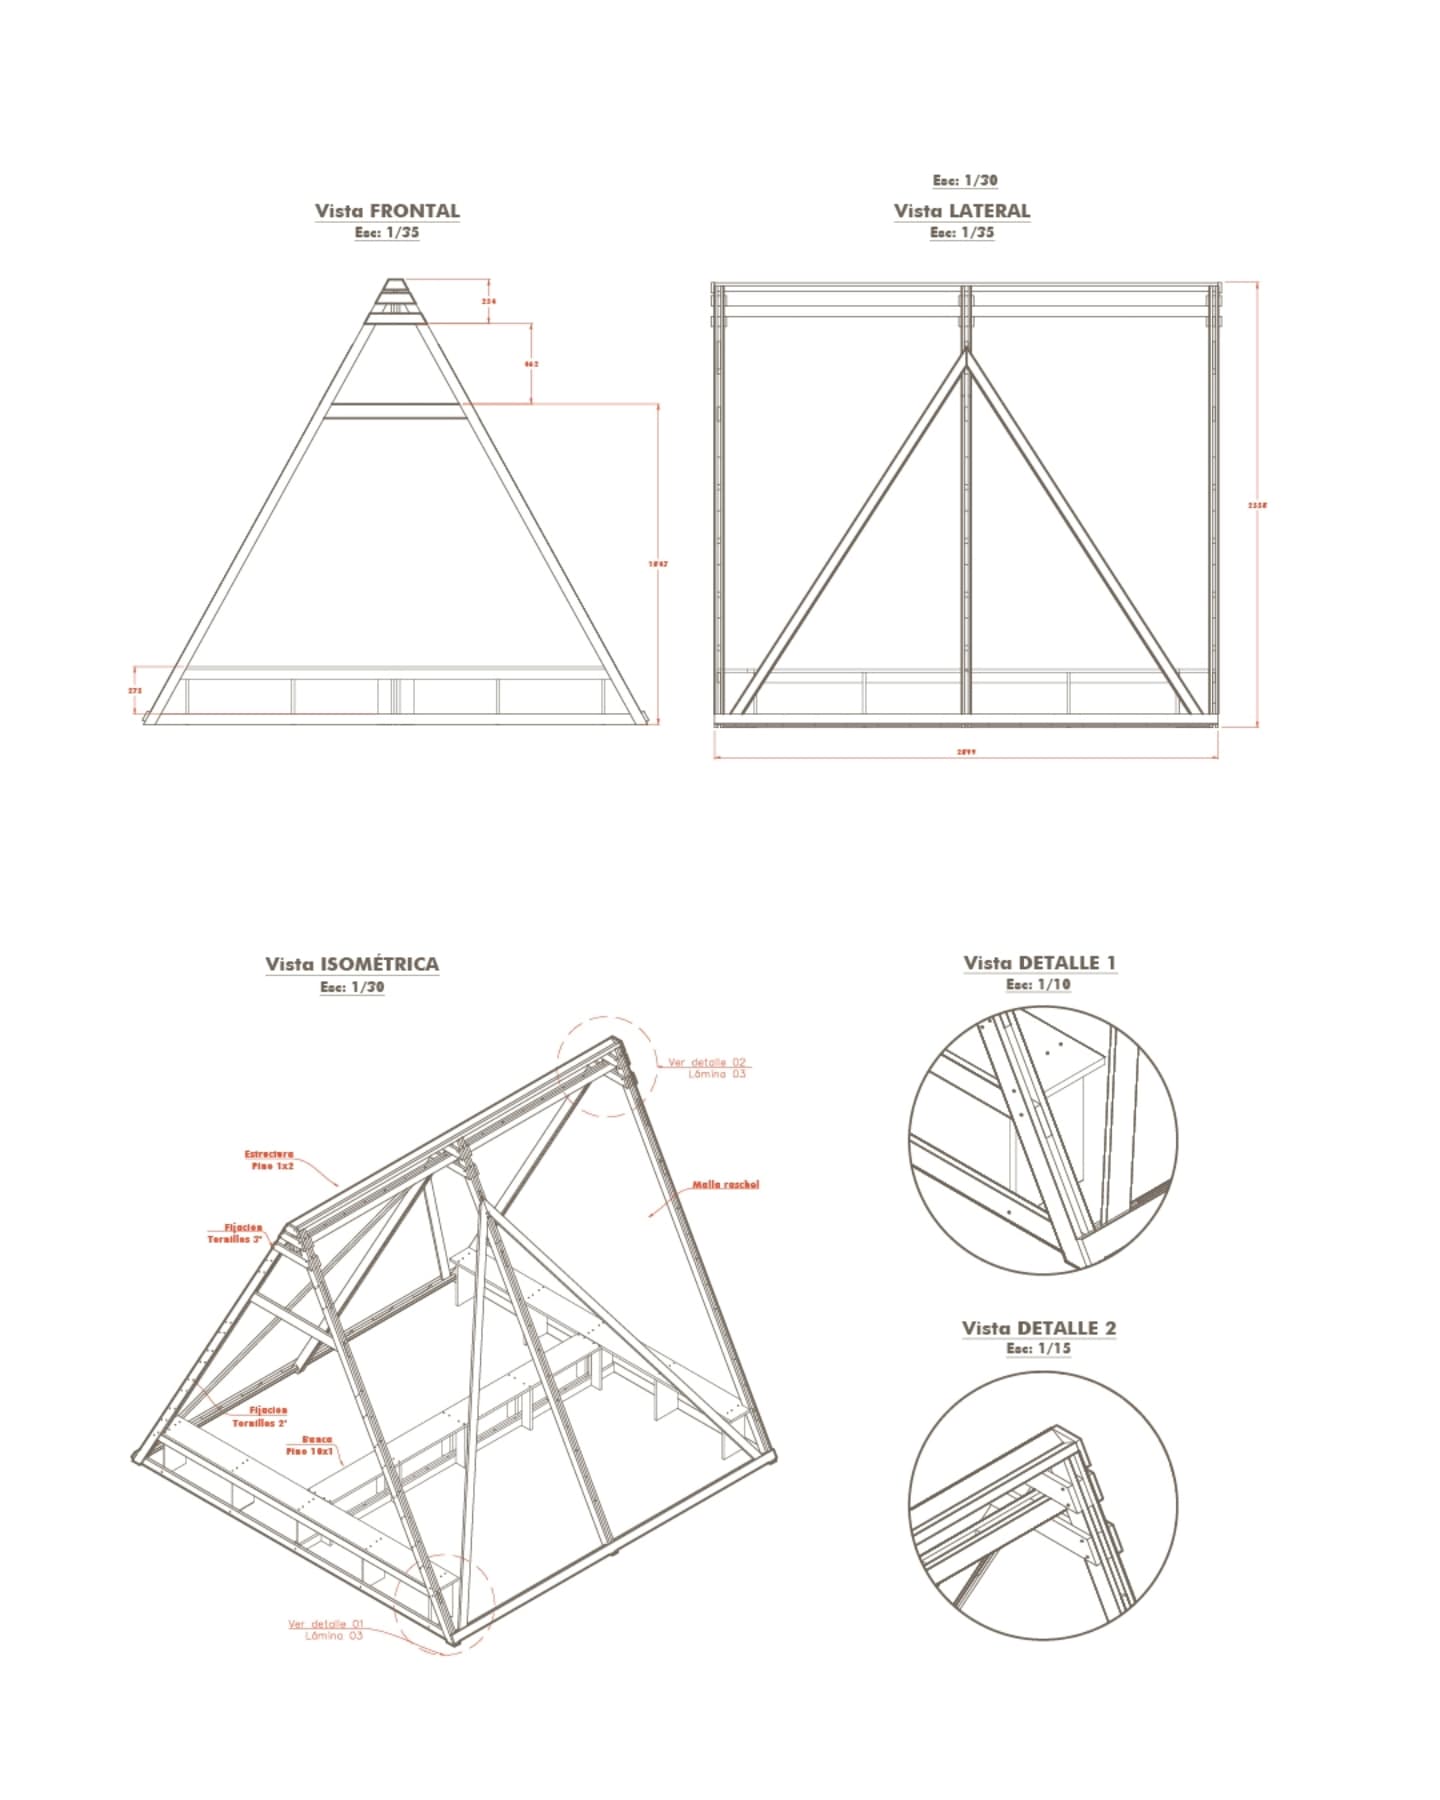 Esc: 1/30
Vista FRONTAL
Esc: 1/35
Vista LATERAL
Esc: 1/35
254
462
1842
275
2558
2899
Vista ISOMÉTRICA
Esc: 1/30
Ver detalle 02
Lámina 03
Estructura
Pino 1x2
Malla raschel
Fijacion
Tornillos 3"
Fijacion
Tornillos 2"
Banca
Pino 10x1
Ver detalle 01
Lámina 03
Vista DETALLE 1
Esc: 1/10
Vista DETALLE 2
Esc: 1/15